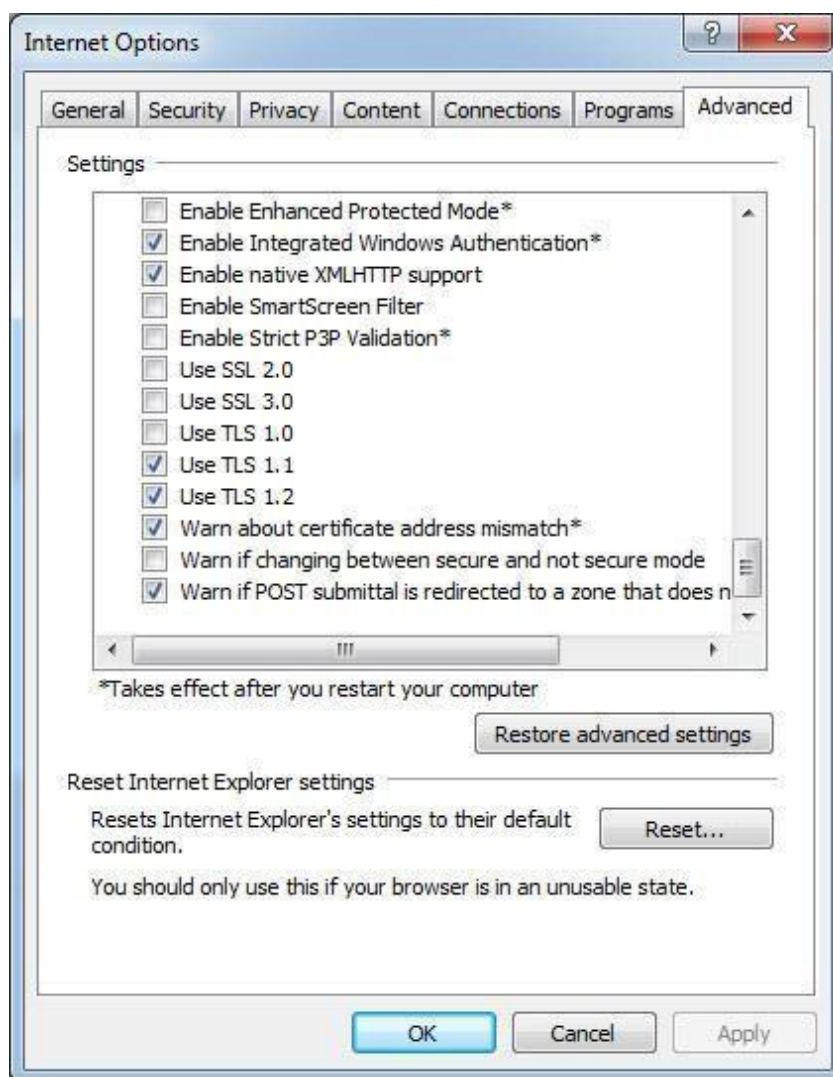 Internet Options
General Security Privacy Content Connections Programs Advanced
Settings
Enable Enhanced Protected Mode*
Enable Integrated Windows Authentication*
Enable native XMLHTTP support
Enable SmartScreen Filter
Enable Strict P3P Validation*
Use SSL 2.0
Use SSL 3.0
Use TLS 1.0
Use TLS 1.1
Use TLS 1.2
Warn about certificate address mismatch*
Warn if changing between secure and not secure mode
Warn if POST submittal is redirected to a zone that does n
*Takes effect after you restart your computer
Restore advanced settings
Reset Internet Explorer settings
Resets Internet Explorer's settings to their default
condition.
Reset...
You should only use this if your browser is in an unusable state.
OK Cancel Apply